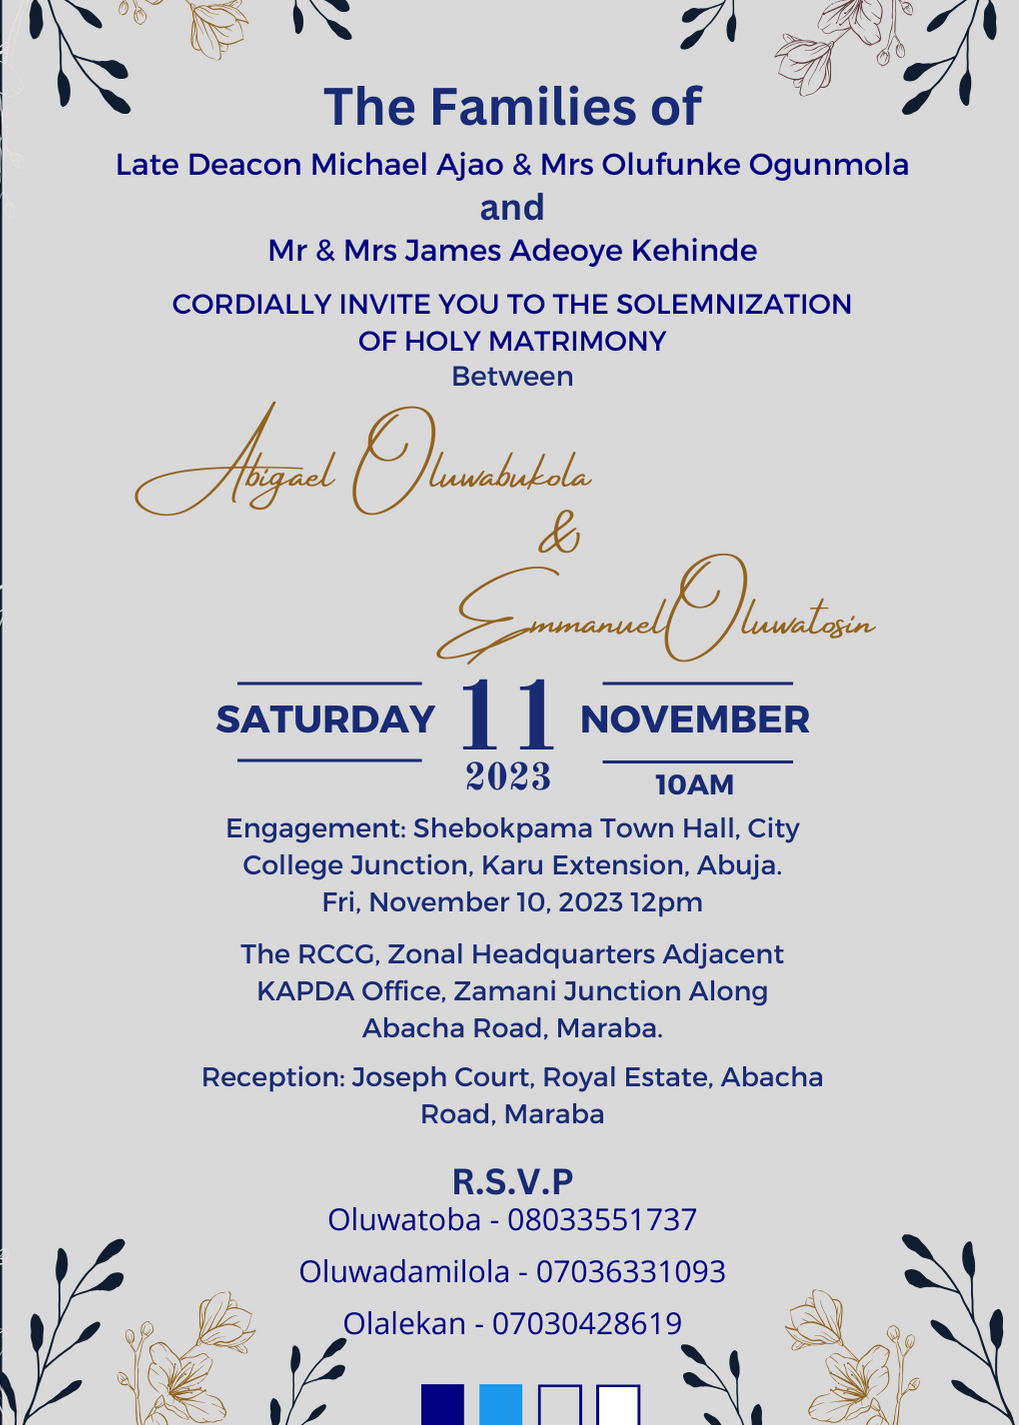 The Families of
Late Deacon Michael Ajao & Mrs Olufunke Ogunmola
and
Mr & Mrs James Adeoye Kehinde
CORDIALLY INVITE YOU TO THE SOLEMNIZATION
OF HOLY MATRIMONY
Between
Abigael Oluwabukola
&
Emmanuel Oluwatosin
SATURDAY 11 NOVEMBER
2023
10AM
Engagement: Shebokpama Town Hall, City
College Junction, Karu Extension, Abuja.
Fri, November 10, 2023 12pm
The RCCG, Zonal Headquarters Adjacent
KAPDA Office, Zamani Junction Along
Abacha Road, Maraba.
Reception: Joseph Court, Royal Estate, Abacha
Road, Maraba
R.S.V.P
Oluwatoba - 08033551737
Oluwadamilola - 07036331093
Olalekan - 07030428619